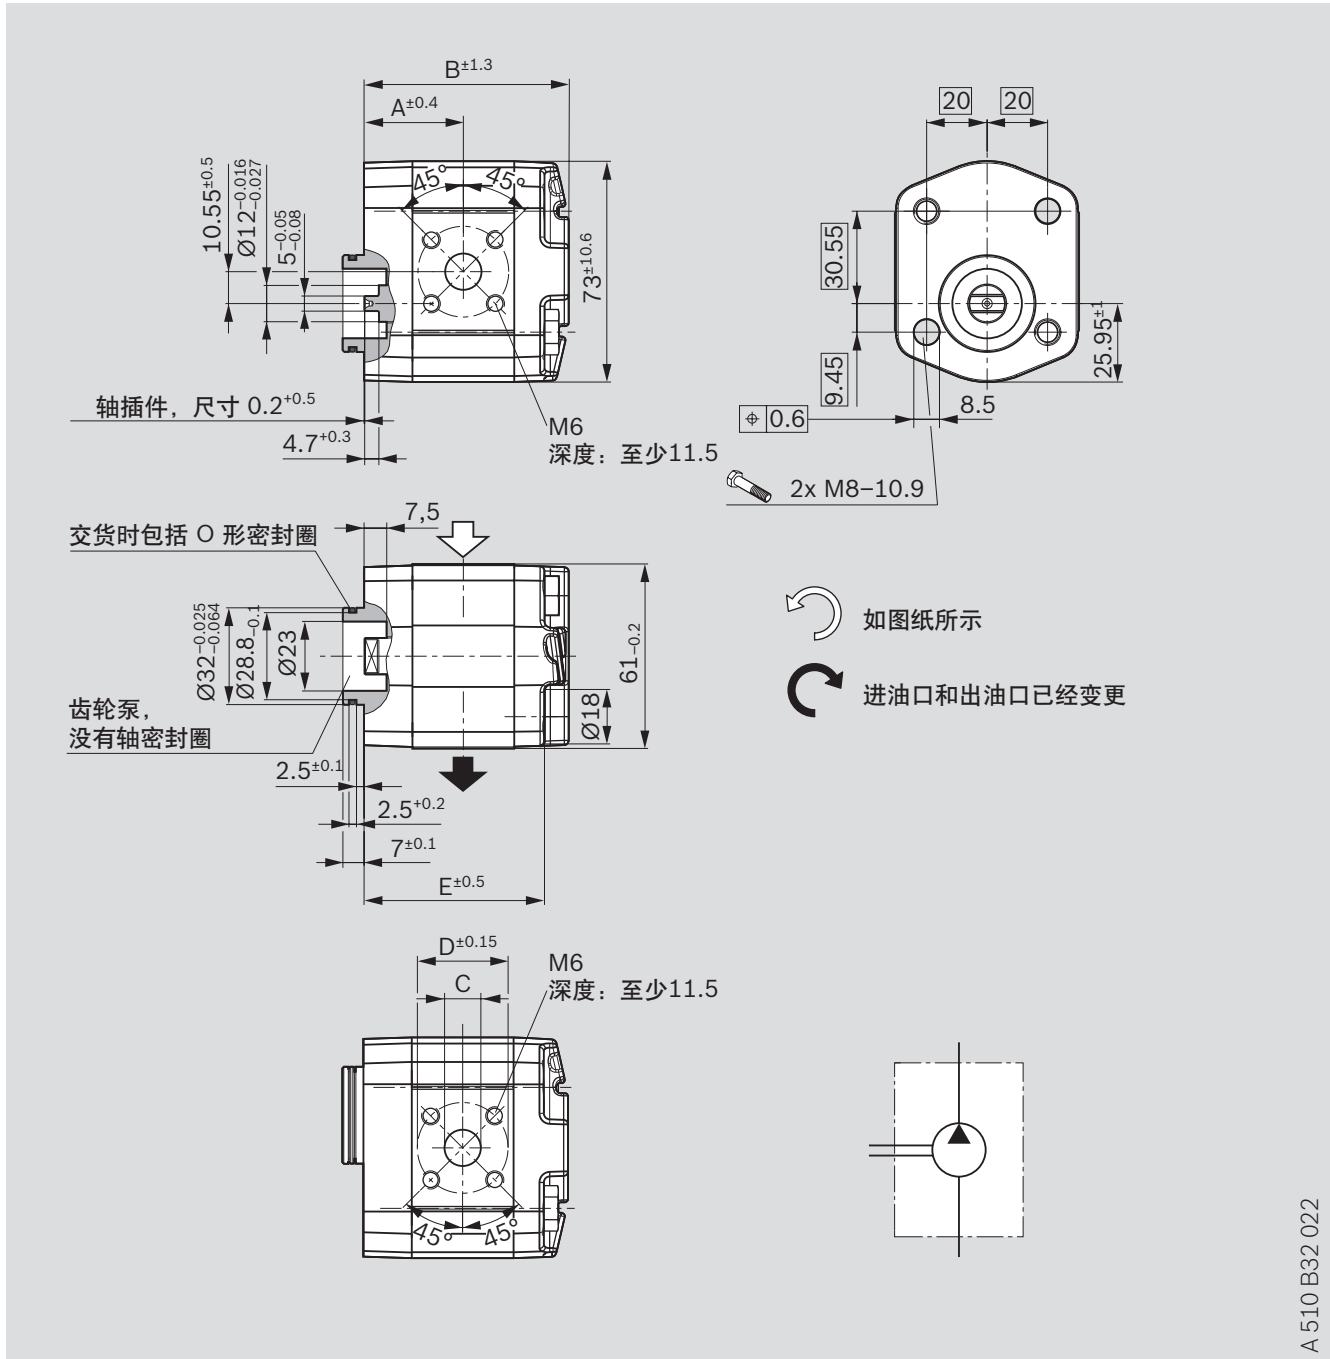 B±1.3
A±0.4
20
20
10.55±0.5
Ø12−0.016 −0.027
5−0.05 −0.08
45°
45°
73±10.6
30.55
9.45
25.95±1
轴插件，尺寸 0.2+0.5
4.7+0.3
M6
深度：至少11.5
⌖ 0.6
8.5
2x M8–10.9
交货时包括 O 形密封圈
7,5
Ø32−0.025 −0.064
Ø28.8−0.1
Ø23
61−0.2
Ø18
如图纸所示
进油口和出油口已经变更
齿轮泵，
没有轴密封圈
2.5±0.1
2.5+0.2
7±0.1
E±0.5
D±0.15
C
M6
深度：至少11.5
45°
45°
A 510 B32 022